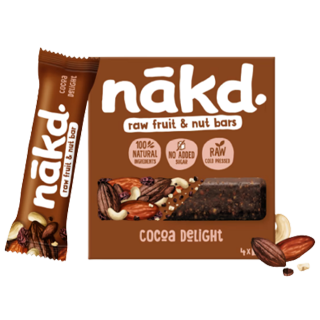 cocoa delight
nākd.
raw fruit & nut bar
nākd.
raw fruit & nut bars
100%
NATURAL
INGREDIENTS
NO ADDED
SUGAR
RAW
COLD PRESSED
COCOA DELIGHT
4 x